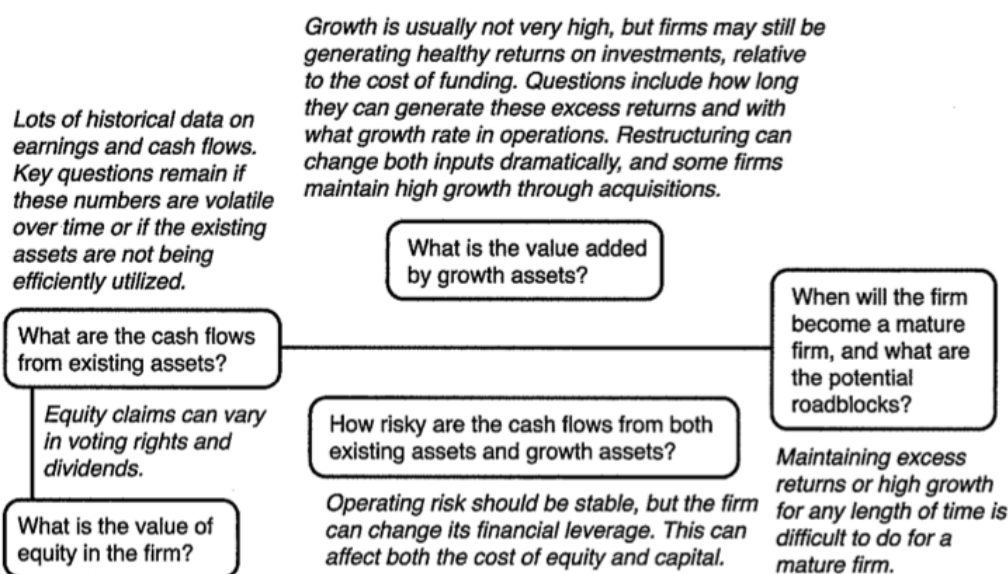 Growth is usually not very high, but firms may still be
generating healthy returns on investments, relative
to the cost of funding. Questions include how long
they can generate these excess returns and with
what growth rate in operations. Restructuring can
change both inputs dramatically, and some firms
maintain high growth through acquisitions.
Lots of historical data on
earnings and cash flows.
Key questions remain if
these numbers are volatile
over time or if the existing
assets are not being
efficiently utilized.
What is the value added
by growth assets?
What are the cash flows
from existing assets?
When will the firm
become a mature
firm, and what are
the potential
roadblocks?
Equity claims can vary
in voting rights and
dividends.
How risky are the cash flows from both
existing assets and growth assets?
What is the value of
equity in the firm?
Operating risk should be stable, but the firm
can change its financial leverage. This can
affect both the cost of equity and capital.
Maintaining excess
returns or high growth
for any length of time is
difficult to do for a
mature firm.